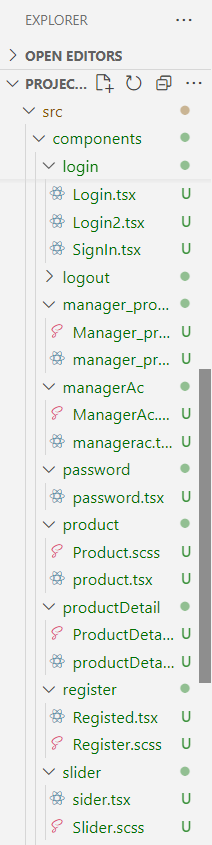 EXPLORER
OPEN EDITORS
PROJEC...
src
components
login
Login.tsx U
Login2.tsx U
SignIn.tsx U
logout
manager_pro...
Manager_pr... U
manager_pr... U
managerAc
ManagerAc.... U
managerac.t... U
password
password.tsx U
product
Product.scss U
product.tsx U
productDetail
ProductDeta... U
productDeta... U
register
Registed.tsx U
Register.scss U
slider
sider.tsx U
Slider.scss U